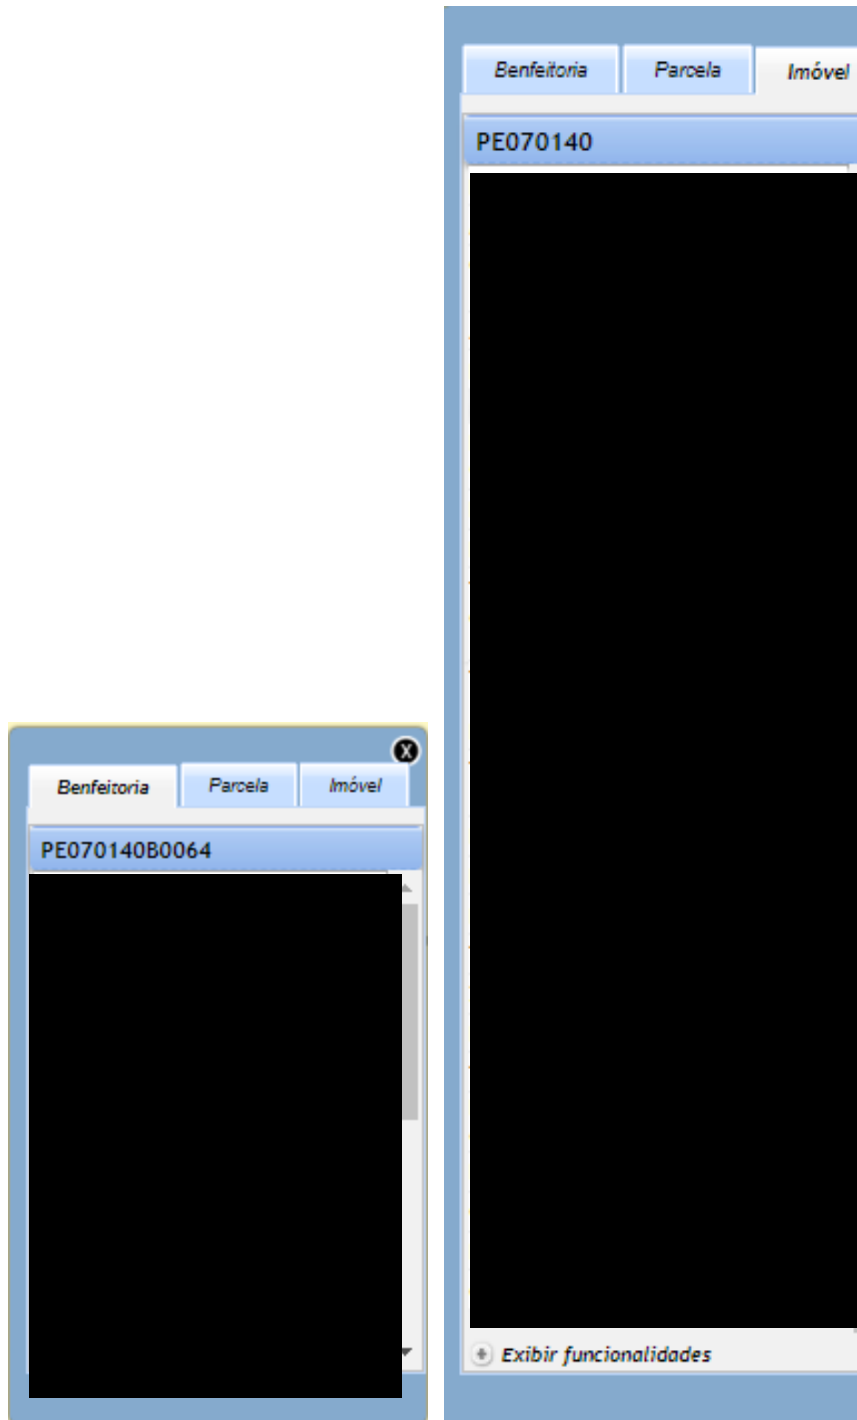 Benfeitoria Parcela Imóvel
PE070140B0064
Benfeitoria Parcela Imóvel
PE070140
Exibir funcionalidades